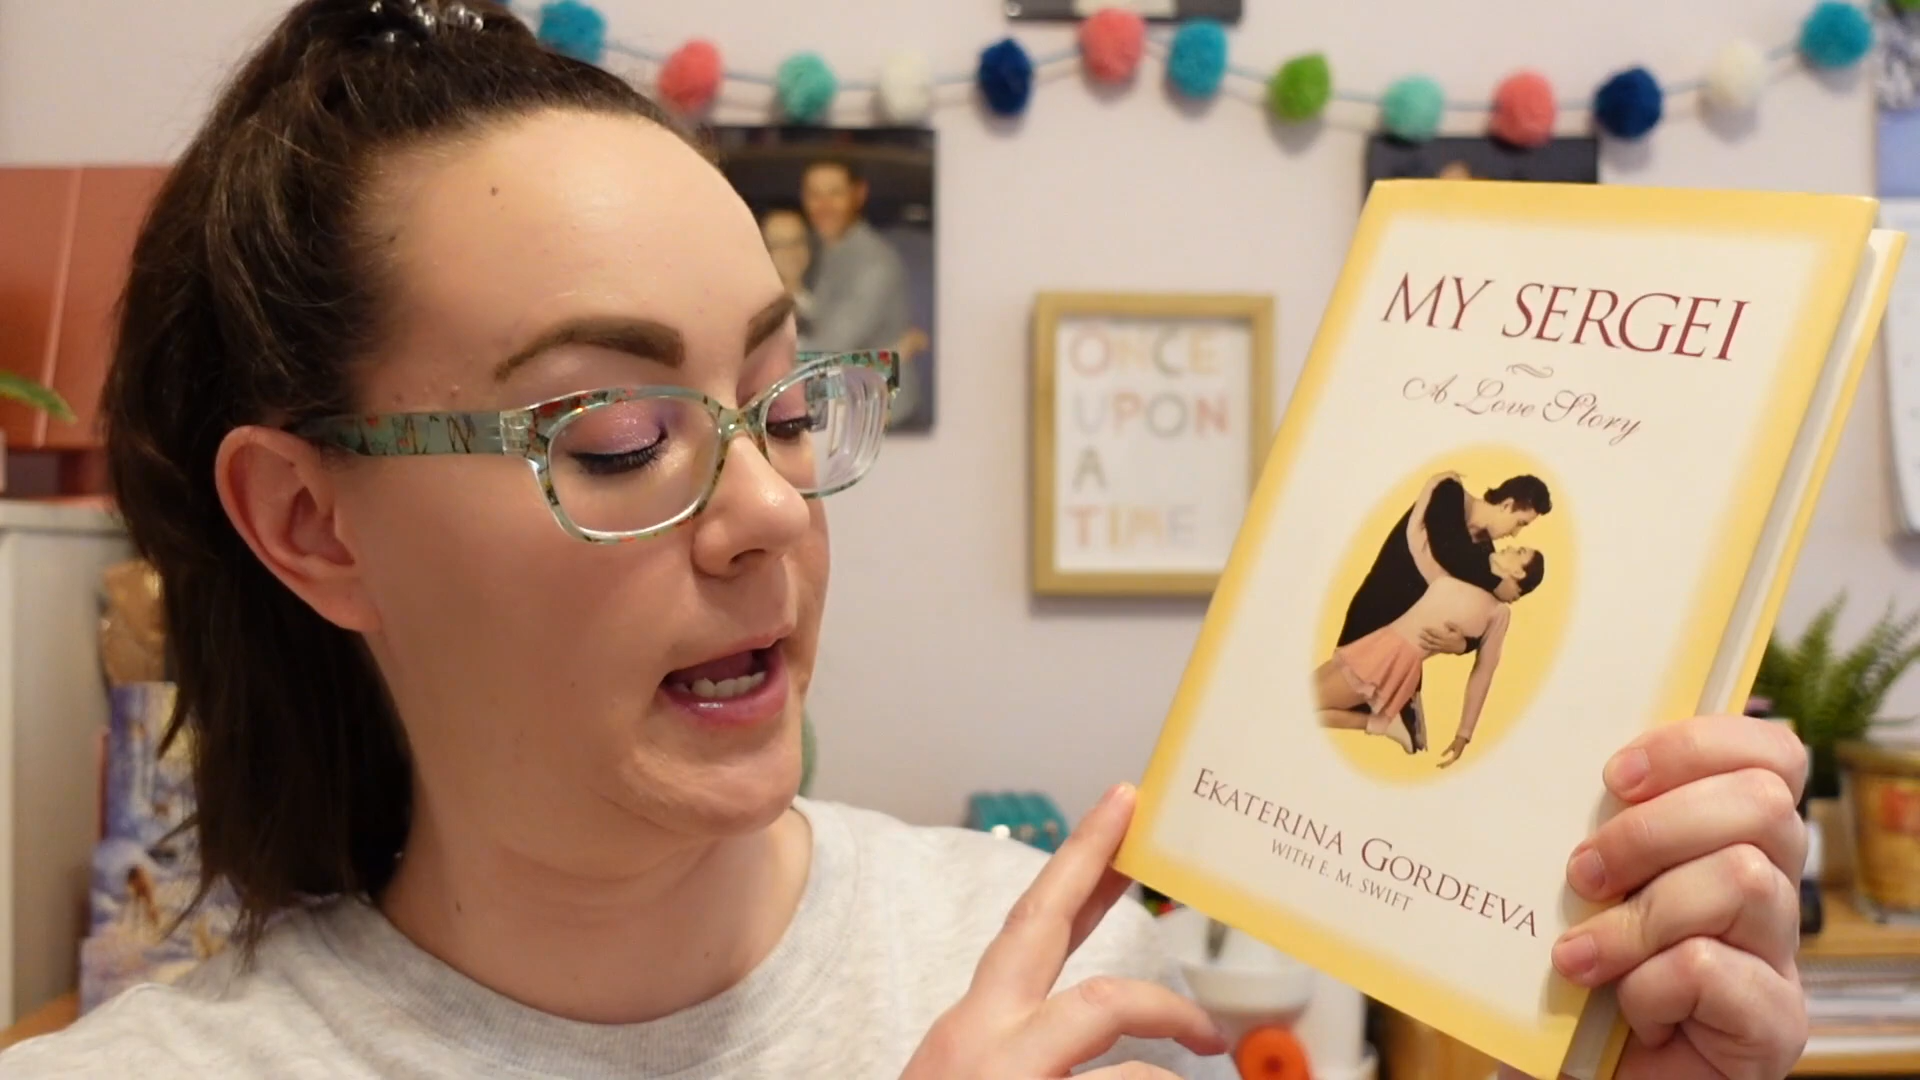 ONCE
UPON
A
TIME
MY SERGEI
A Love Story
EKATERINA GORDEEVA
WITH E. M. SWIFT